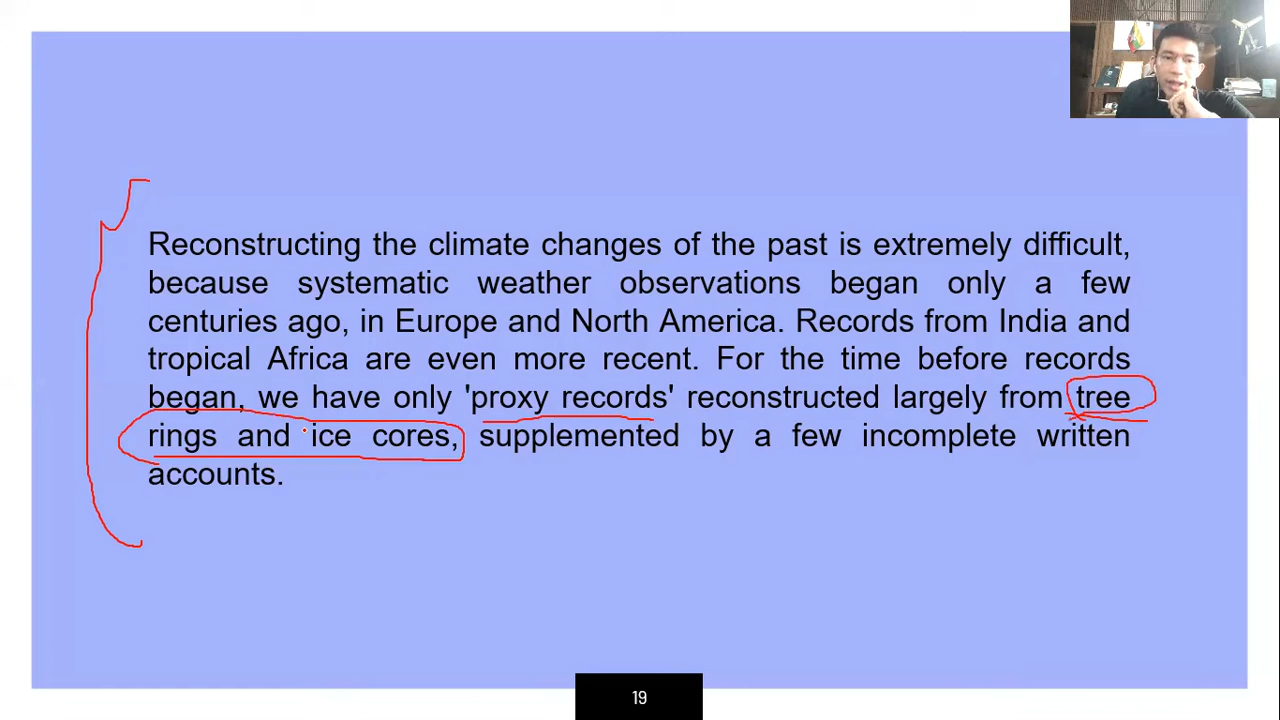 Reconstructing the climate changes of the past is extremely difficult,
because systematic weather observations began only a few
centuries ago, in Europe and North America. Records from India and
tropical Africa are even more recent. For the time before records
began, we have only 'proxy records' reconstructed largely from tree
rings and ice cores, supplemented by a few incomplete written
accounts.
19